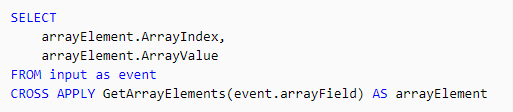 SELECT
    arrayElement.ArrayIndex,
    arrayElement.ArrayValue
FROM input as event
CROSS APPLY GetArrayElements(event.arrayField) AS arrayElement